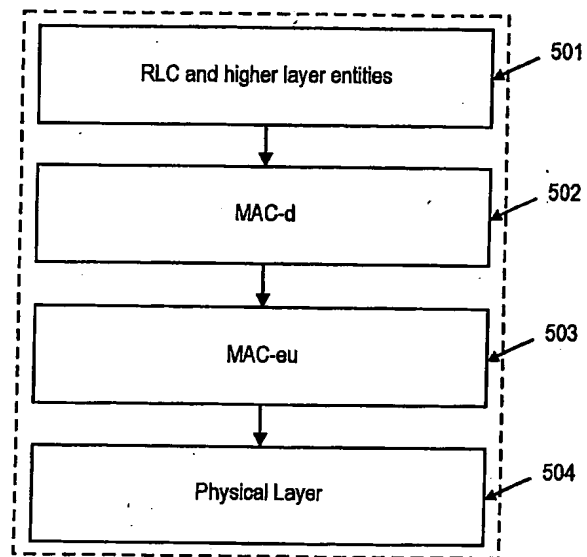 RLC and higher layer entities
501
MAC-d
502
MAC-eu
503
Physical Layer
504